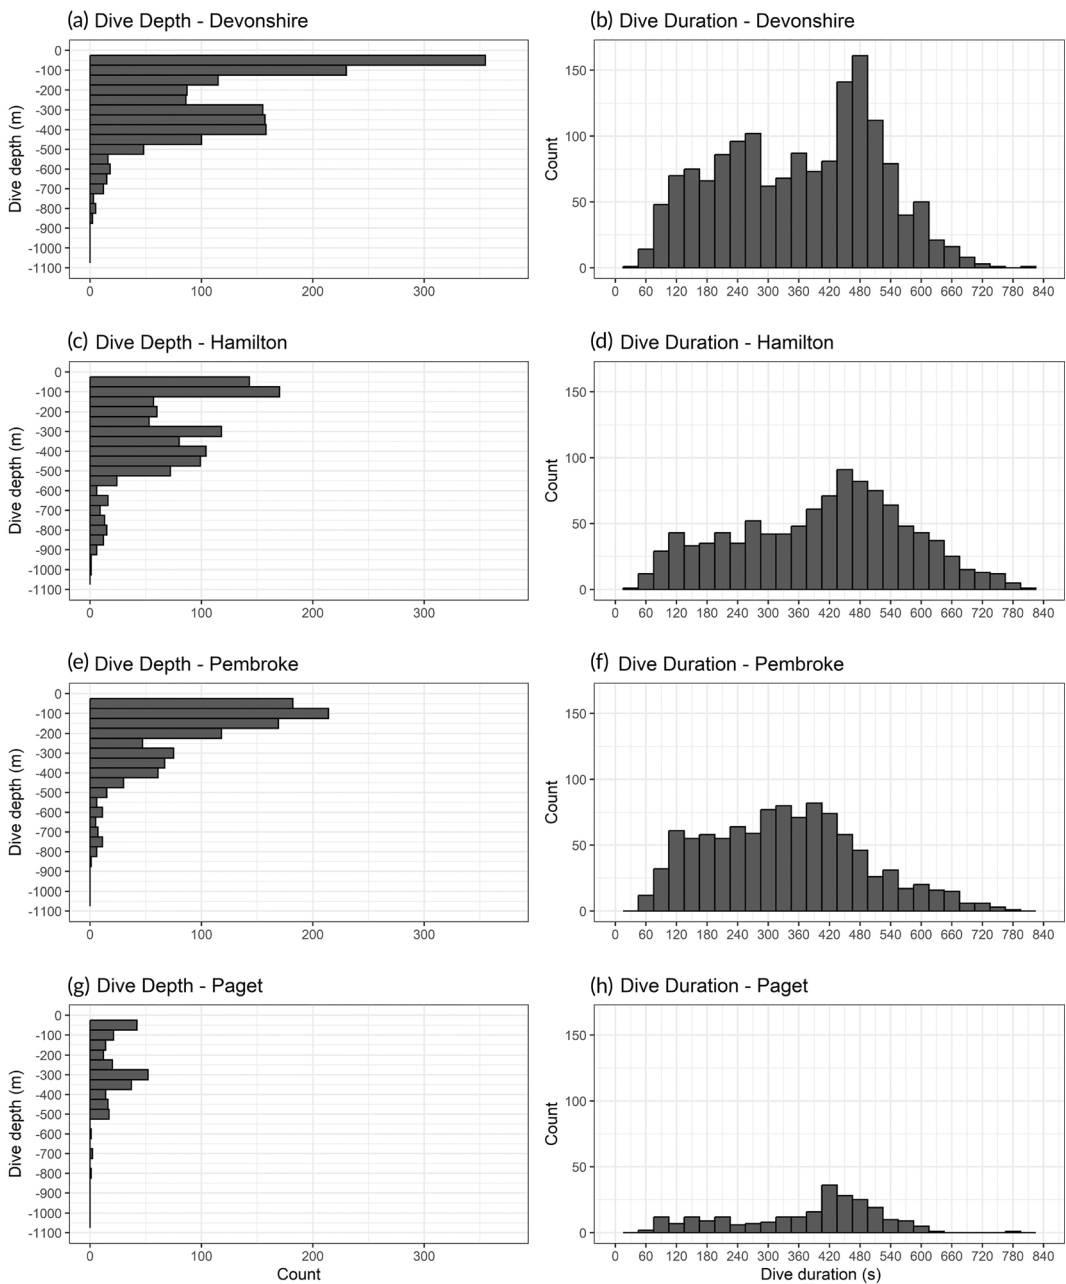 (a) Dive Depth - Devonshire
Dive depth (m)
0
-100
-200
-300
-400
-500
-600
-700
-800
-900
-1000
-1100
0 100 200 300
(b) Dive Duration - Devonshire
Count
150
100
50
0
0 60 120 180 240 300 360 420 480 540 600 660 720 780 840
(c) Dive Depth - Hamilton
Dive depth (m)
0
-100
-200
-300
-400
-500
-600
-700
-800
-900
-1000
-1100
0 100 200 300
(d) Dive Duration - Hamilton
Count
150
100
50
0
0 60 120 180 240 300 360 420 480 540 600 660 720 780 840
(e) Dive Depth - Pembroke
Dive depth (m)
0
-100
-200
-300
-400
-500
-600
-700
-800
-900
-1000
-1100
0 100 200 300
(f) Dive Duration - Pembroke
Count
150
100
50
0
0 60 120 180 240 300 360 420 480 540 600 660 720 780 840
(g) Dive Depth - Paget
Dive depth (m)
0
-100
-200
-300
-400
-500
-600
-700
-800
-900
-1000
-1100
0 100 200 300
Count
(h) Dive Duration - Paget
Count
150
100
50
0
0 60 120 180 240 300 360 420 480 540 600 660 720 780 840
Dive duration (s)